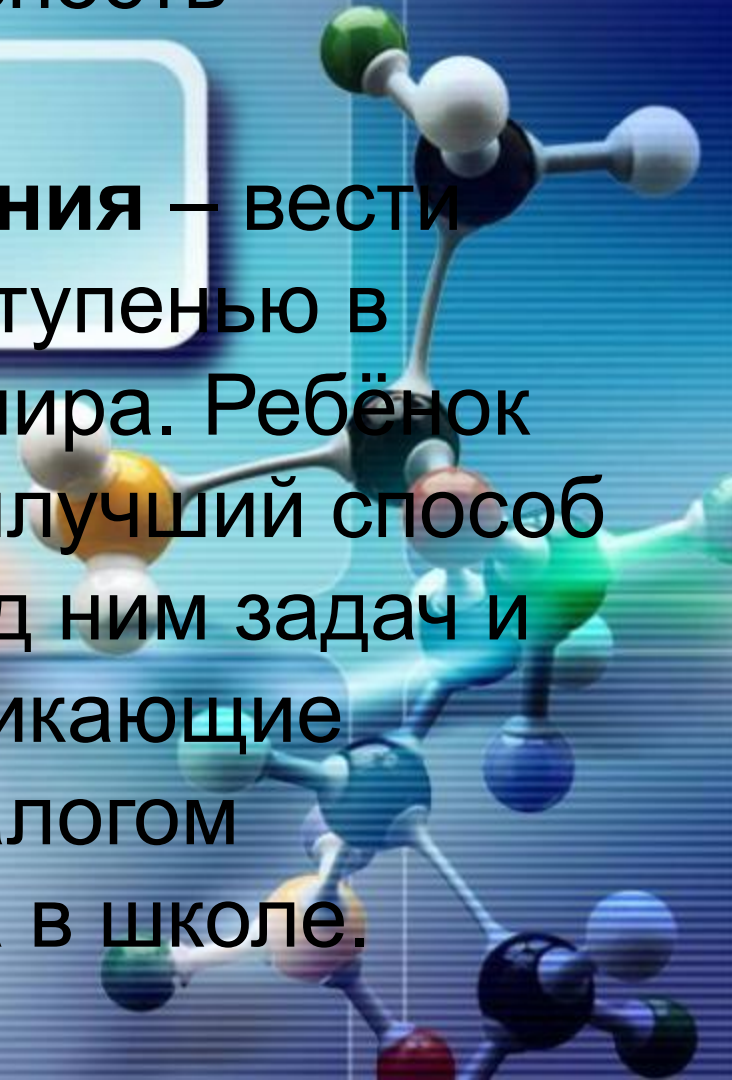 ния – вести
тупенью в
ира. Ребёнок
лучший способ
д ним задач и
икающие
логом
в школе.